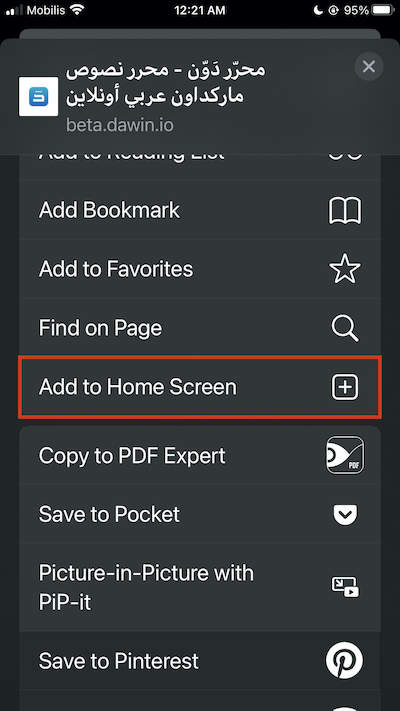 Mobilis 12:21 AM 95%
محرّر دَوّن - محرر نصوص
ماركداون عربي أونلاين
beta.dawin.io
Add to Reading List
Add Bookmark
Add to Favorites
Find on Page
Add to Home Screen
Copy to PDF Expert
PDF
Save to Pocket
Picture-in-Picture with
PiP-it
Save to Pinterest